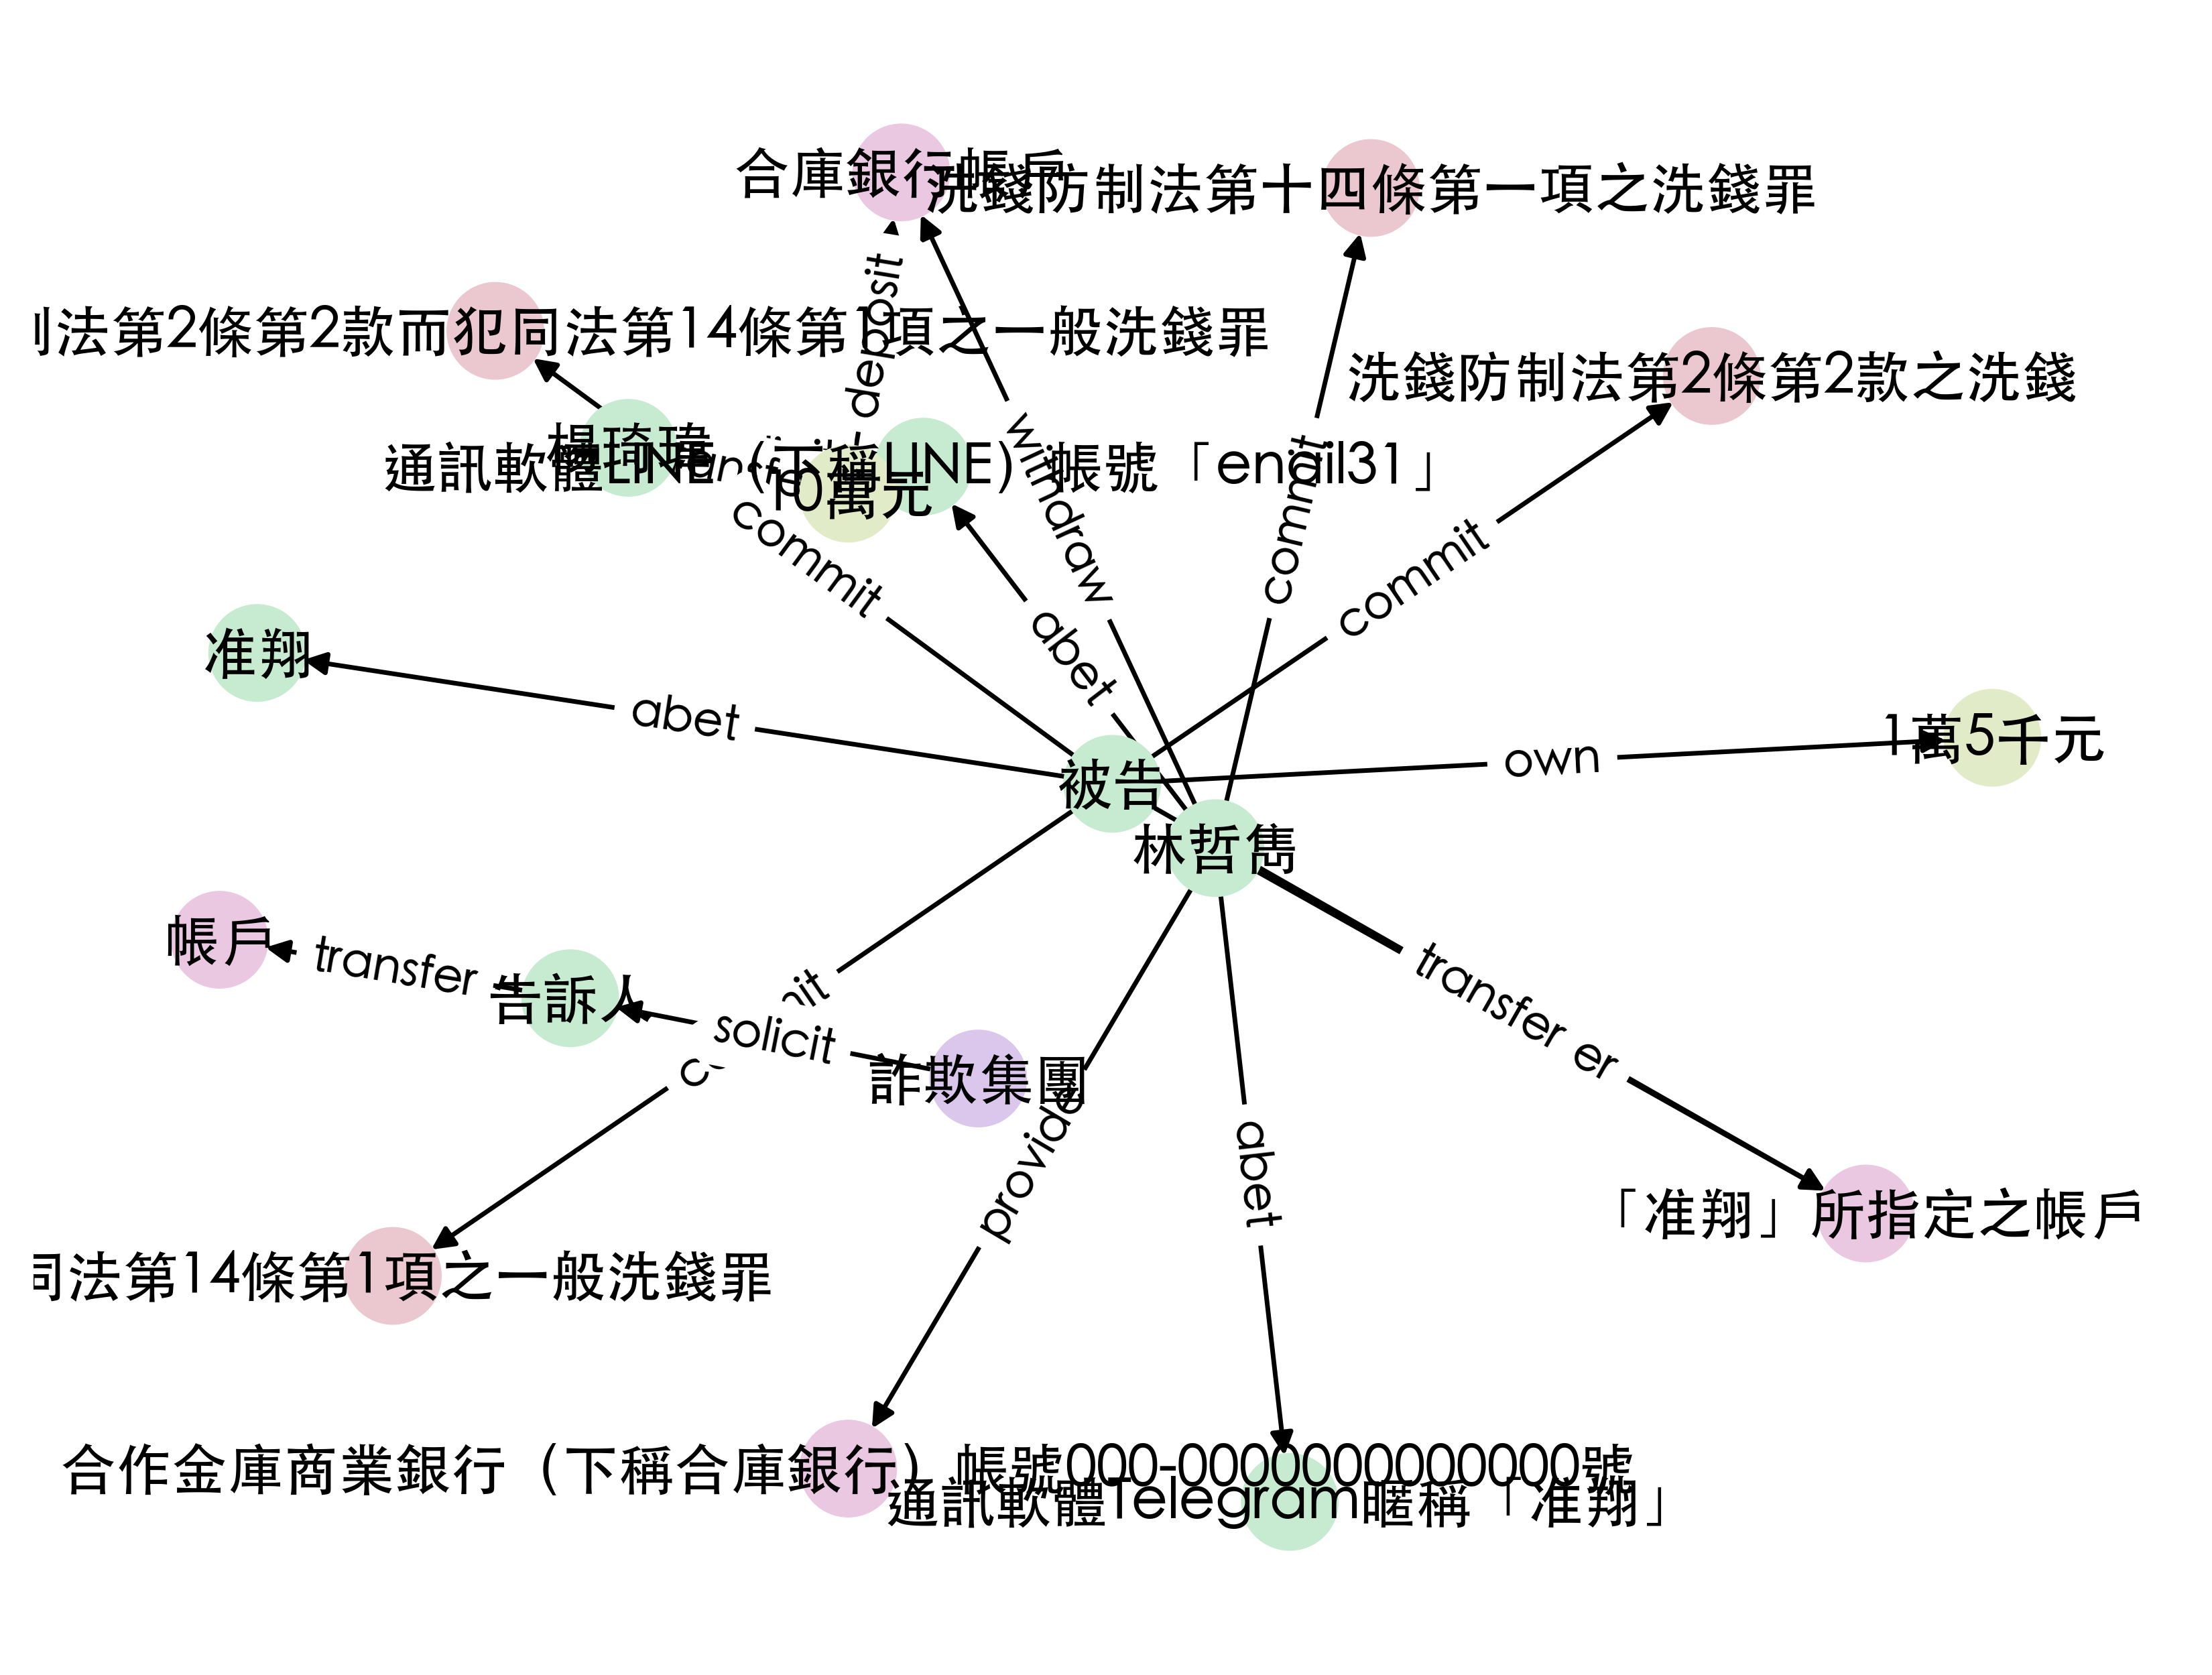 合庫銀行帳戶
洗錢防制法第十四條第一項之洗錢罪
deposit
法第2條第2款而犯同法第14條第1項之一般洗錢罪
洗錢防制法第2條第2款之洗錢
楊琦瑋
通訊軟體LINE（下稱LINE）帳號「enail31」
10萬元
withdraw
commit
commit
commit
准翔
abet
abet
被告
own
1萬5千元
林哲雋
帳戶
transfer
告訴人
solicit
詐欺集團
transfer er
provide
abet
「准翔」所指定之帳戶
法第14條第1項之一般洗錢罪
合作金庫商業銀行（下稱合庫銀行）帳號000-0000000000000號
通訊軟體Telegram暱稱「准翔」